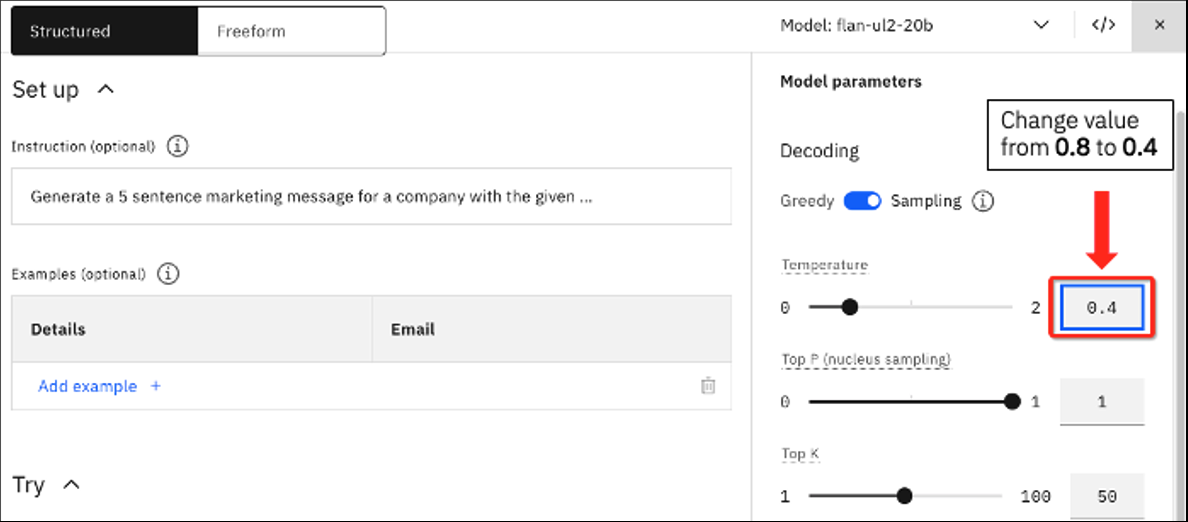 Structured
Freeform
Model: flan-ul2-20b
</>
Set up
Model parameters
Change value
from 0.8 to 0.4
Instruction (optional)
Decoding
Generate a 5 sentence marketing message for a company with the given ...
Greedy
Sampling
Examples (optional)
Temperature
0
2
0.4
Details
Email
Top P (nucleus sampling)
Add example +
0
1
1
Top K
Try
1
100
50